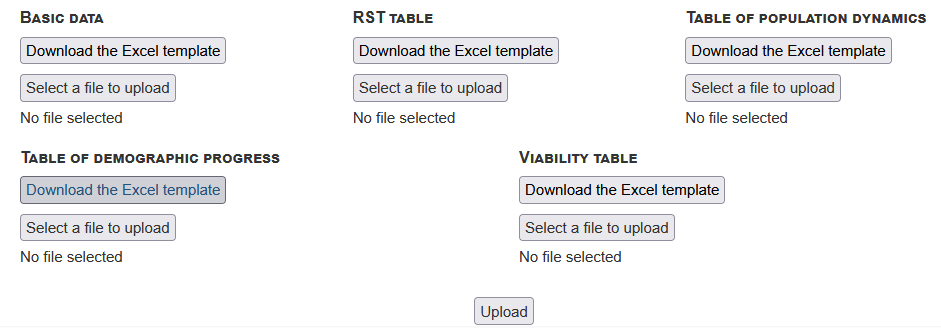 Basic data
Download the Excel template
Select a file to upload
No file selected
RST table
Download the Excel template
Select a file to upload
No file selected
Table of population dynamics
Download the Excel template
Select a file to upload
No file selected
Table of demographic progress
Download the Excel template
Select a file to upload
No file selected
Viability table
Download the Excel template
Select a file to upload
No file selected
Upload